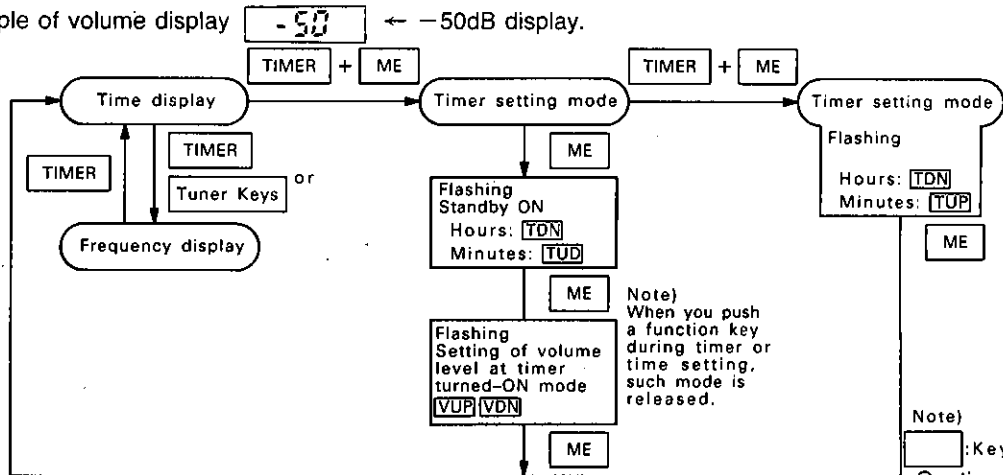 ple of volume display -50 ← −50dB display.
TIMER + ME
TIMER + ME
Time display
Timer setting mode
Timer setting mode
TIMER
TIMER
or
Tuner Keys
Frequency display
ME
Flashing
Standby ON
Hours: TDN
Minutes: TUD
ME
Flashing
Setting of volume
level at timer
turned-ON mode
VUP VDN
ME
Note)
When you push
a function key
during timer or
time setting,
such mode is
released.
Flashing
Hours: TDN
Minutes: TUP
ME
Note)
:Key